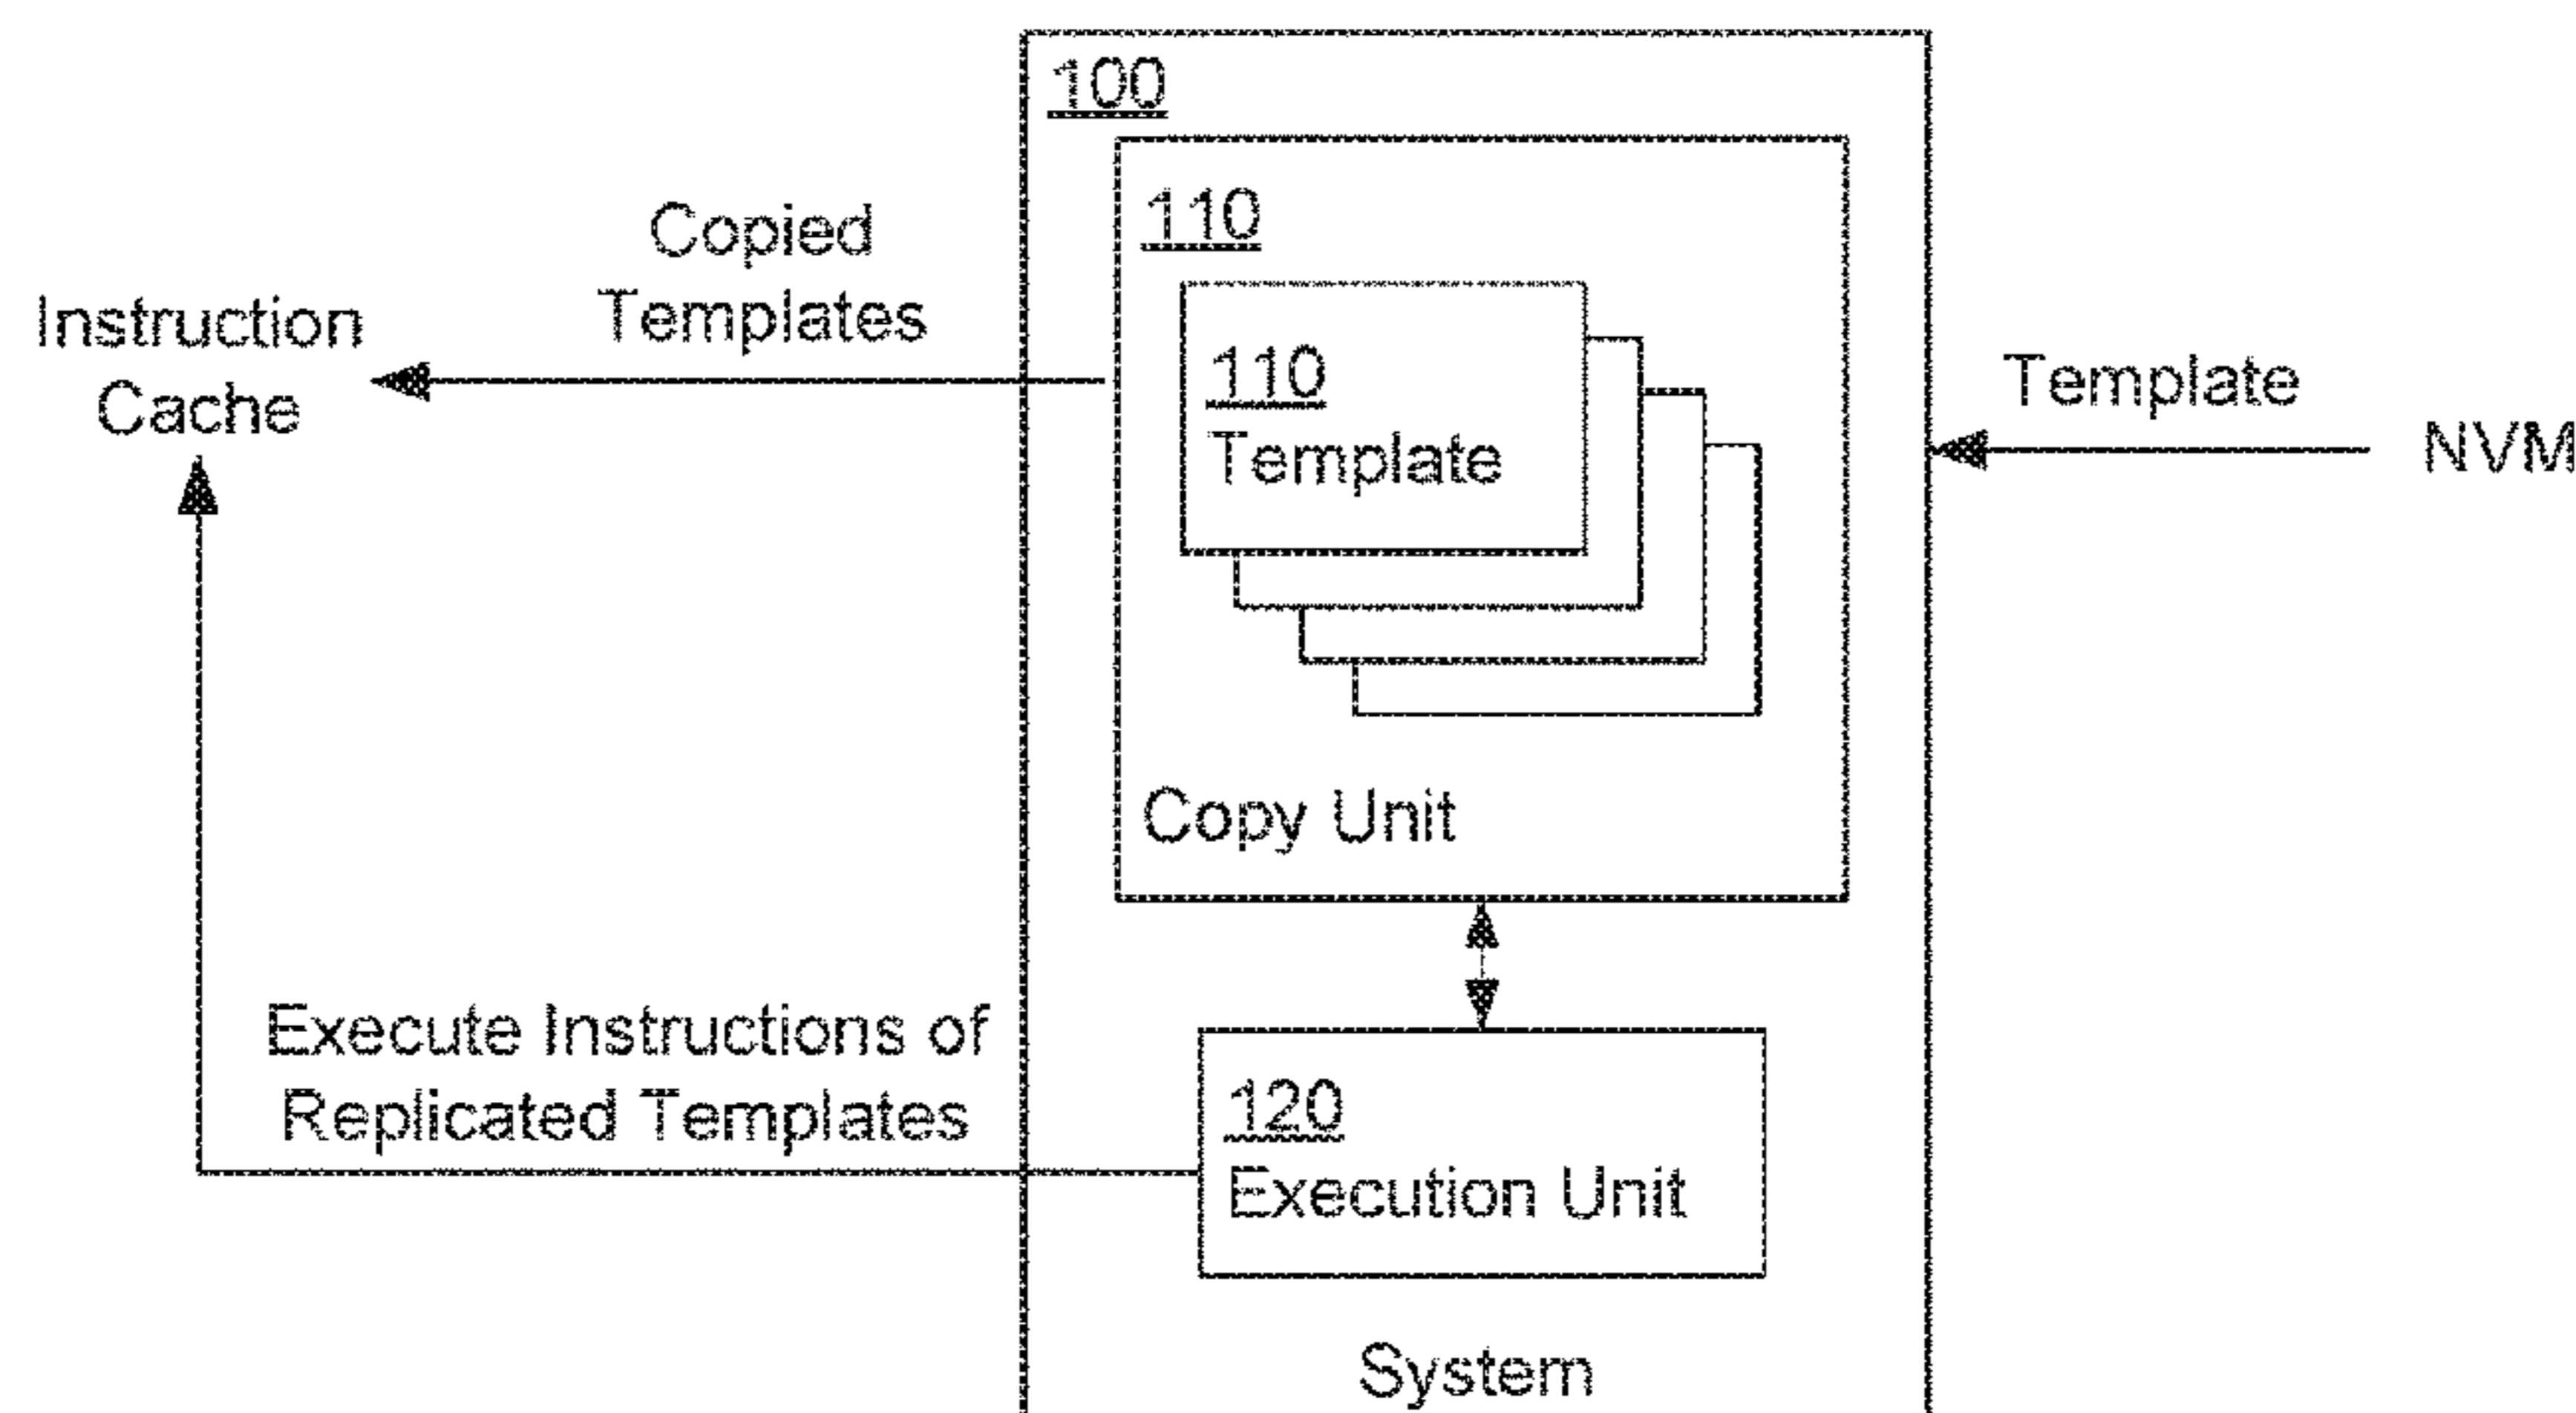 100
110
Copied
Templates
Instruction
Cache
110
Template
Template
NVM
Copy Unit
Execute Instructions of
Replicated Templates
120
Execution Unit
System